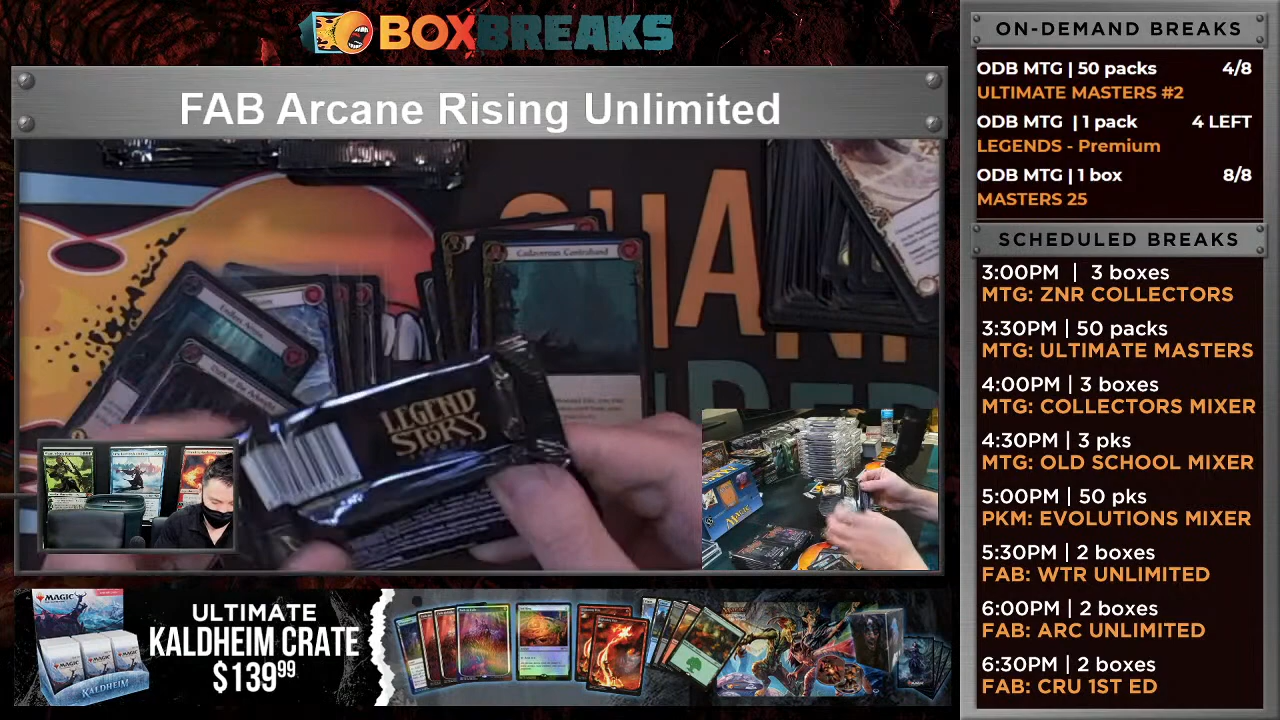 BOXBREAKS
FAB Arcane Rising Unlimited
Cadaverous Contraband
LEGEND
STORY
MAGIC
MAGIC
KALDHEIM
ULTIMATE
KALDHEIM CRATE
$139.99
ON-DEMAND BREAKS
ODB MTG | 50 packs 4/8
ULTIMATE MASTERS #2
ODB MTG | 1 pack 4 LEFT
LEGENDS - Premium
ODB MTG | 1 box 8/8
MASTERS 25
SCHEDULED BREAKS
3:00PM | 3 boxes
MTG: ZNR COLLECTORS
3:30PM | 50 packs
MTG: ULTIMATE MASTERS
4:00PM | 3 boxes
MTG: COLLECTORS MIXER
4:30PM | 3 pks
MTG: OLD SCHOOL MIXER
5:00PM | 50 pks
PKM: EVOLUTIONS MIXER
5:30PM | 2 boxes
FAB: WTR UNLIMITED
6:00PM | 2 boxes
FAB: ARC UNLIMITED
6:30PM | 2 boxes
FAB: CRU 1ST ED